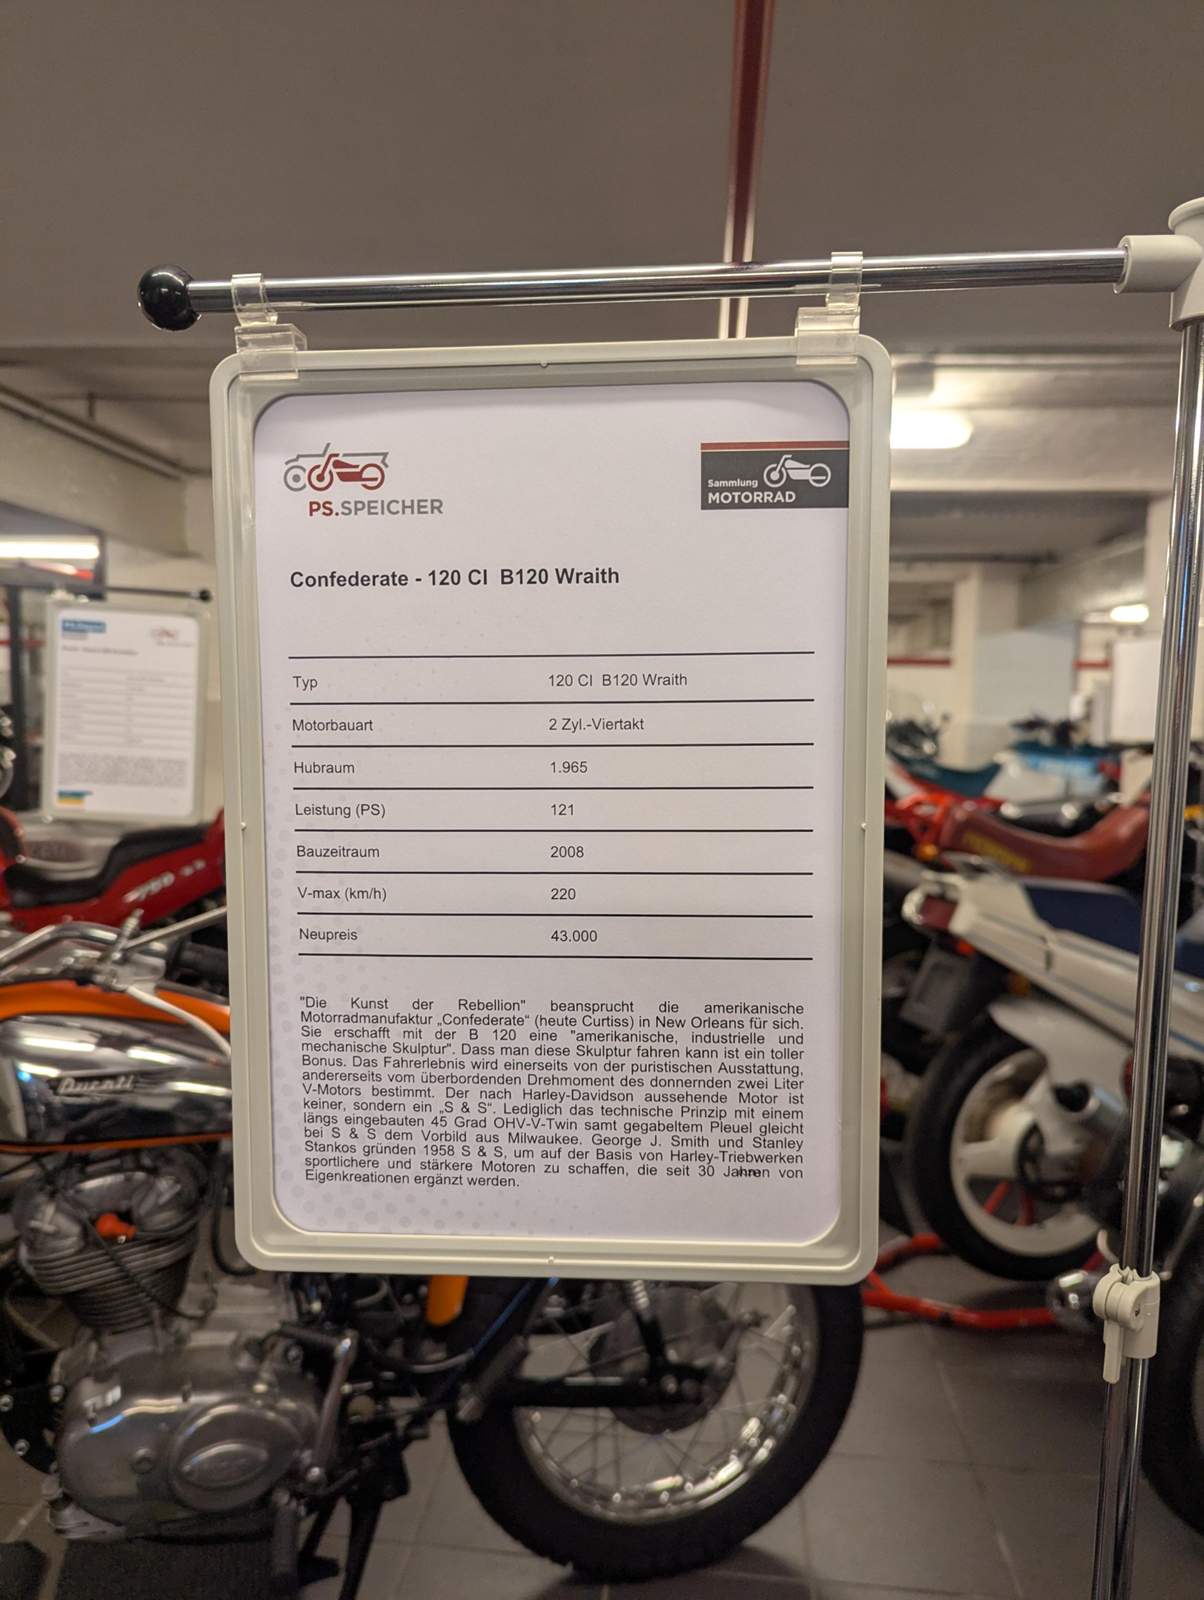 PS.SPEICHER
Sammlung
MOTORRAD
Confederate - 120 CI B120 Wraith
Typ 120 CI B120 Wraith
Motorbauart 2 Zyl.-Viertakt
Hubraum 1.965
Leistung (PS) 121
Bauzeitraum 2008
V-max (km/h) 220
Neupreis 43.000
"Die Kunst der Rebellion" beansprucht die amerikanische
Motorradmanufaktur „Confederate“ (heute Curtiss) in New Orleans für sich.
Sie erschafft mit der B 120 eine "amerikanische, industrielle und
mechanische Skulptur". Dass man diese Skulptur fahren kann ist ein toller
Bonus. Das Fahrerlebnis wird einerseits von der puristischen Ausstattung,
andererseits vom überbordenden Drehmoment des donnernden zwei Liter
V-Motors bestimmt. Der nach Harley-Davidson aussehende Motor ist
keiner, sondern ein „S & S“. Lediglich das technische Prinzip mit einem
längs eingebauten 45 Grad OHV-V-Twin samt gegabeltem Pleuel gleicht
bei S & S dem Vorbild aus Milwaukee. George J. Smith und Stanley
Stankos gründen 1958 S & S, um auf der Basis von Harley-Triebwerken
sportlichere und stärkere Motoren zu schaffen, die seit 30 Jahren von
Eigenkreationen ergänzt werden.
Ducati